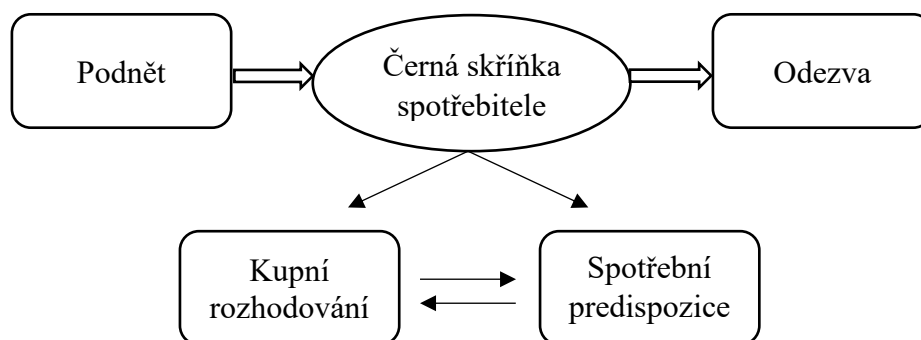 Podnět
Černá skříňka
spotřebitele
Odezva
Kupní
rozhodování
Spotřební
predispozice